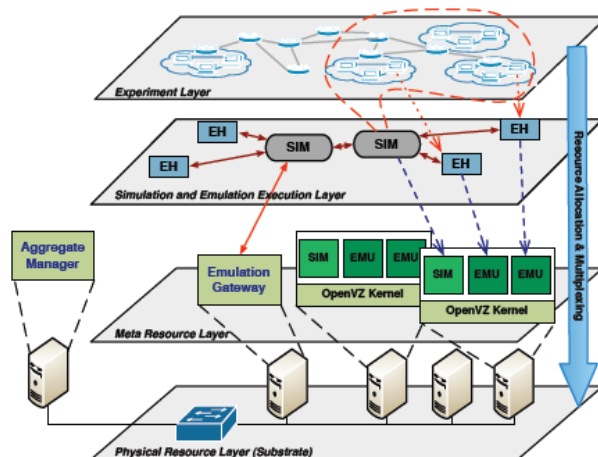 Experiment Layer
EH
EH
SIM
SIM
EH
EH
Simulation and Emulation Execution Layer
Resource Allocation & Multiplexing
Aggregate
Manager
Emulation
Gateway
SIM
EMU
EMU
OpenVZ Kernel
SIM
EMU
EMU
OpenVZ Kernel
Meta Resource Layer
Physical Resource Layer (Substrate)